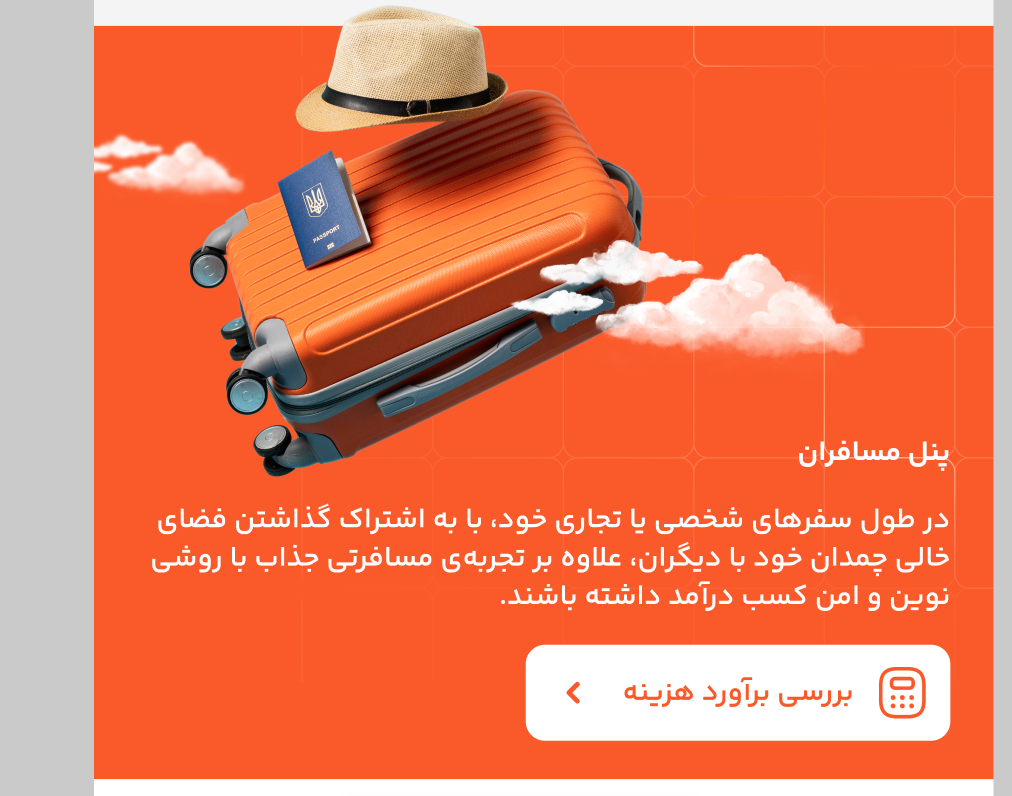 PASSPORT
پنل مسافران
در طول سفرهای شخصی یا تجاری خود، با به اشتراک گذاشتن فضای
خالی چمدان خود با دیگران، علاوه بر تجربه‌ی مسافرتی جذاب با روشی
نوین و امن کسب درآمد داشته باشند.
بررسی برآورد هزینه